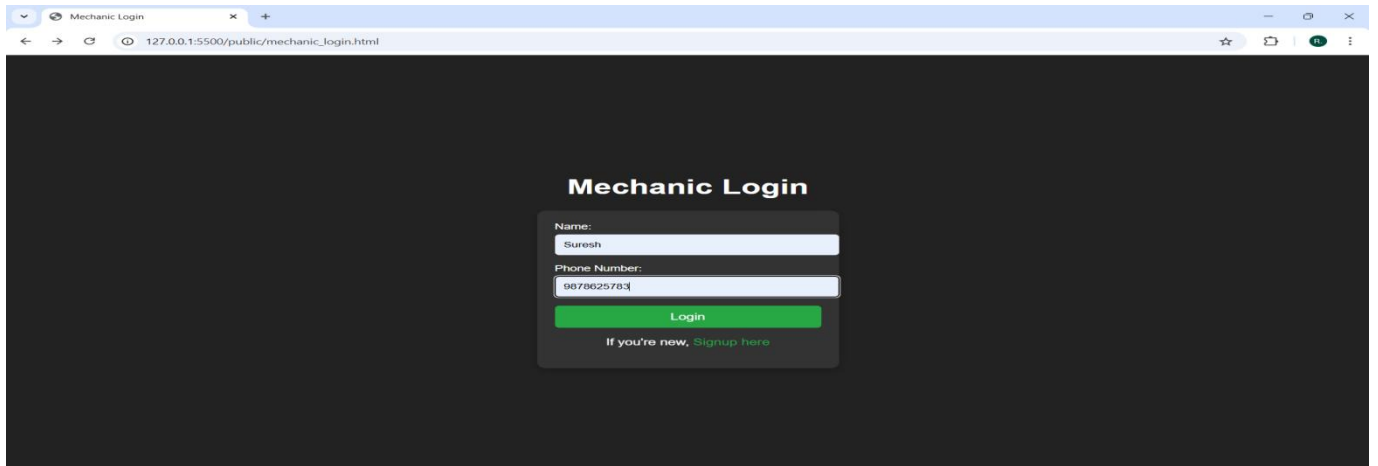 Mechanic Login
127.0.0.1:5500/public/mechanic_login.html
R
Mechanic Login
Name:
Suresh
Phone Number:
9878625783
Login
If you're new, Signup here